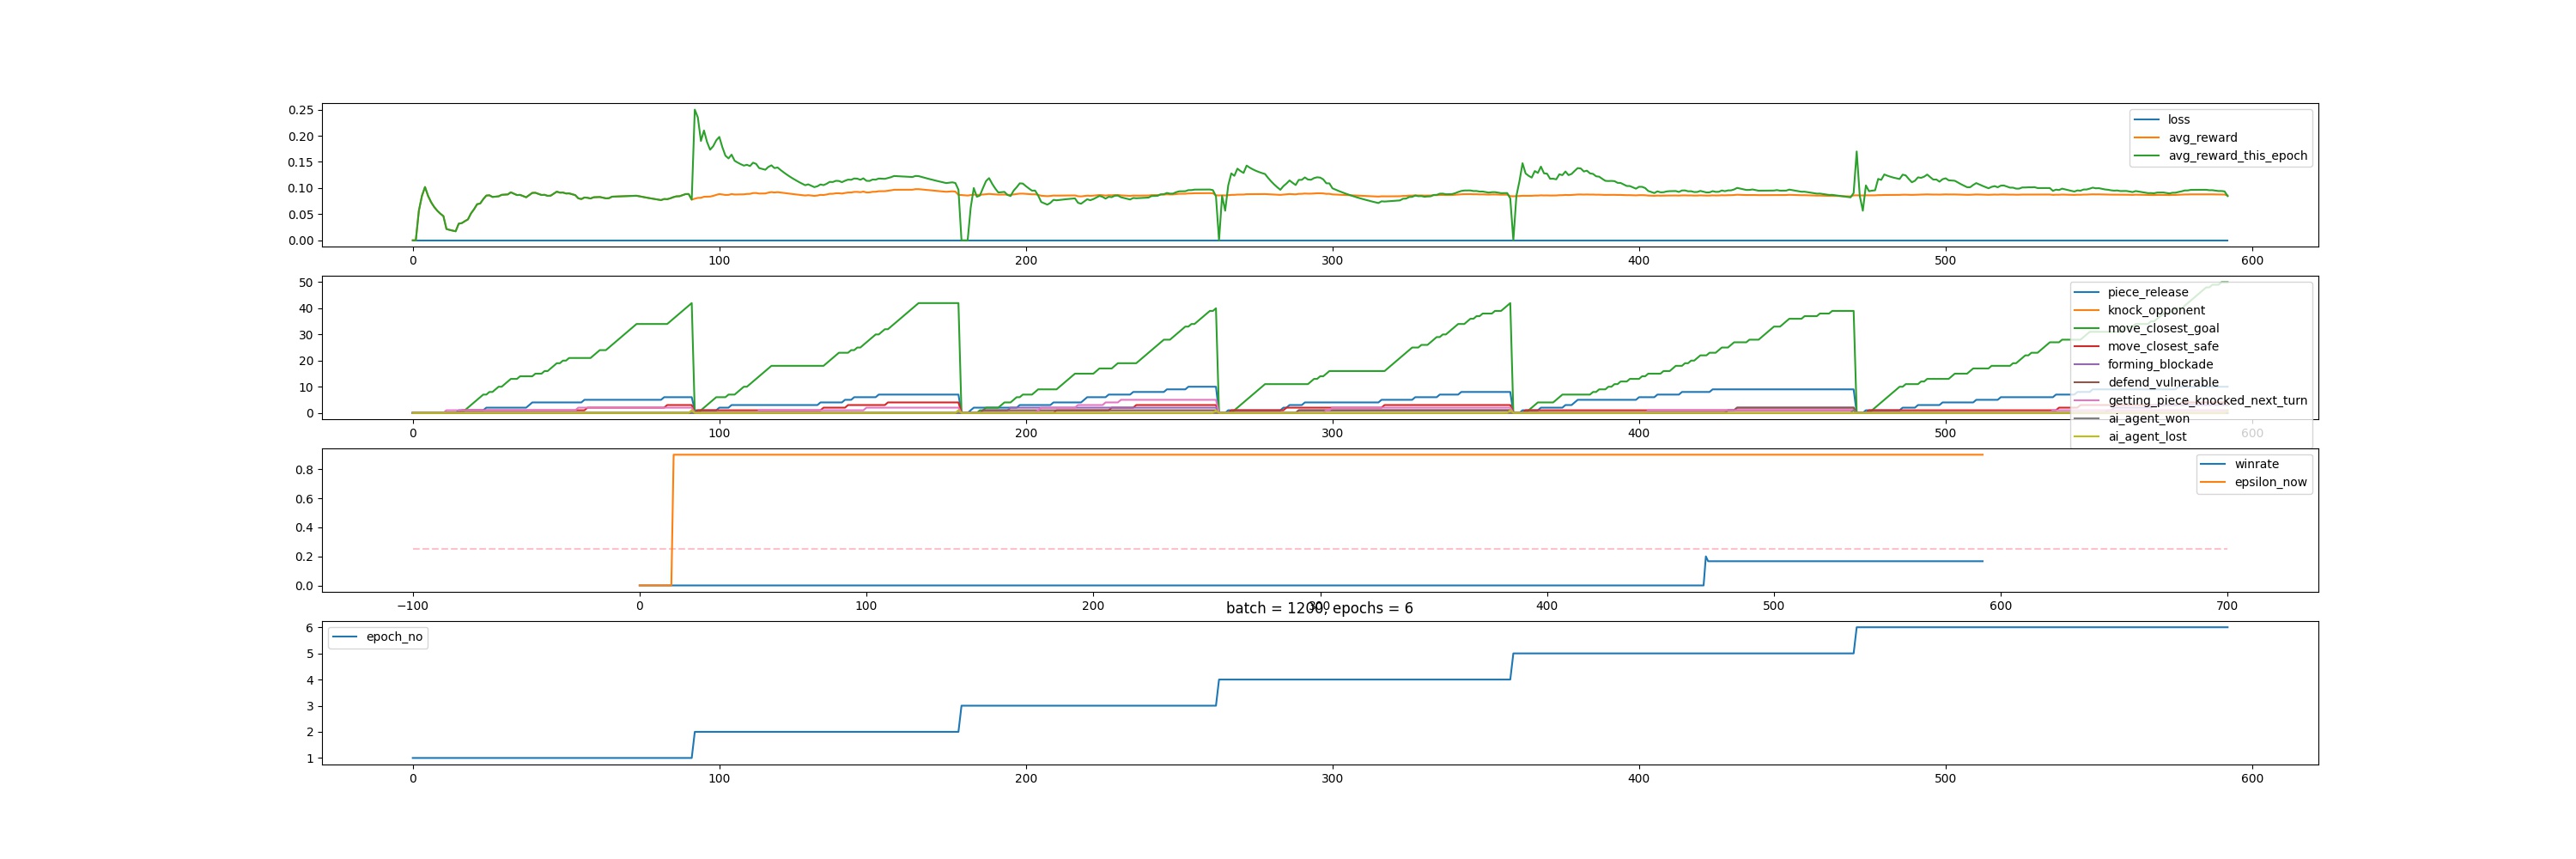 0.25
0.20
0.15
0.10
0.05
0.00
loss
avg_reward
avg_reward_this_epoch
0 100 200 300 400 500 600
50
40
30
20
10
0
piece_release
knock_opponent
move_closest_goal
move_closest_safe
forming_blockade
defend_vulnerable
getting_piece_knocked_next_turn
ai_agent_won
ai_agent_lost
0 100 200 300 400 500 600
0.8
0.6
0.4
0.2
0.0
winrate
epsilon_now
−100 0 100 200 300 400 500 600 700
batch = 1200, epochs = 6
6
5
4
3
2
1
epoch_no
0 100 200 300 400 500 600